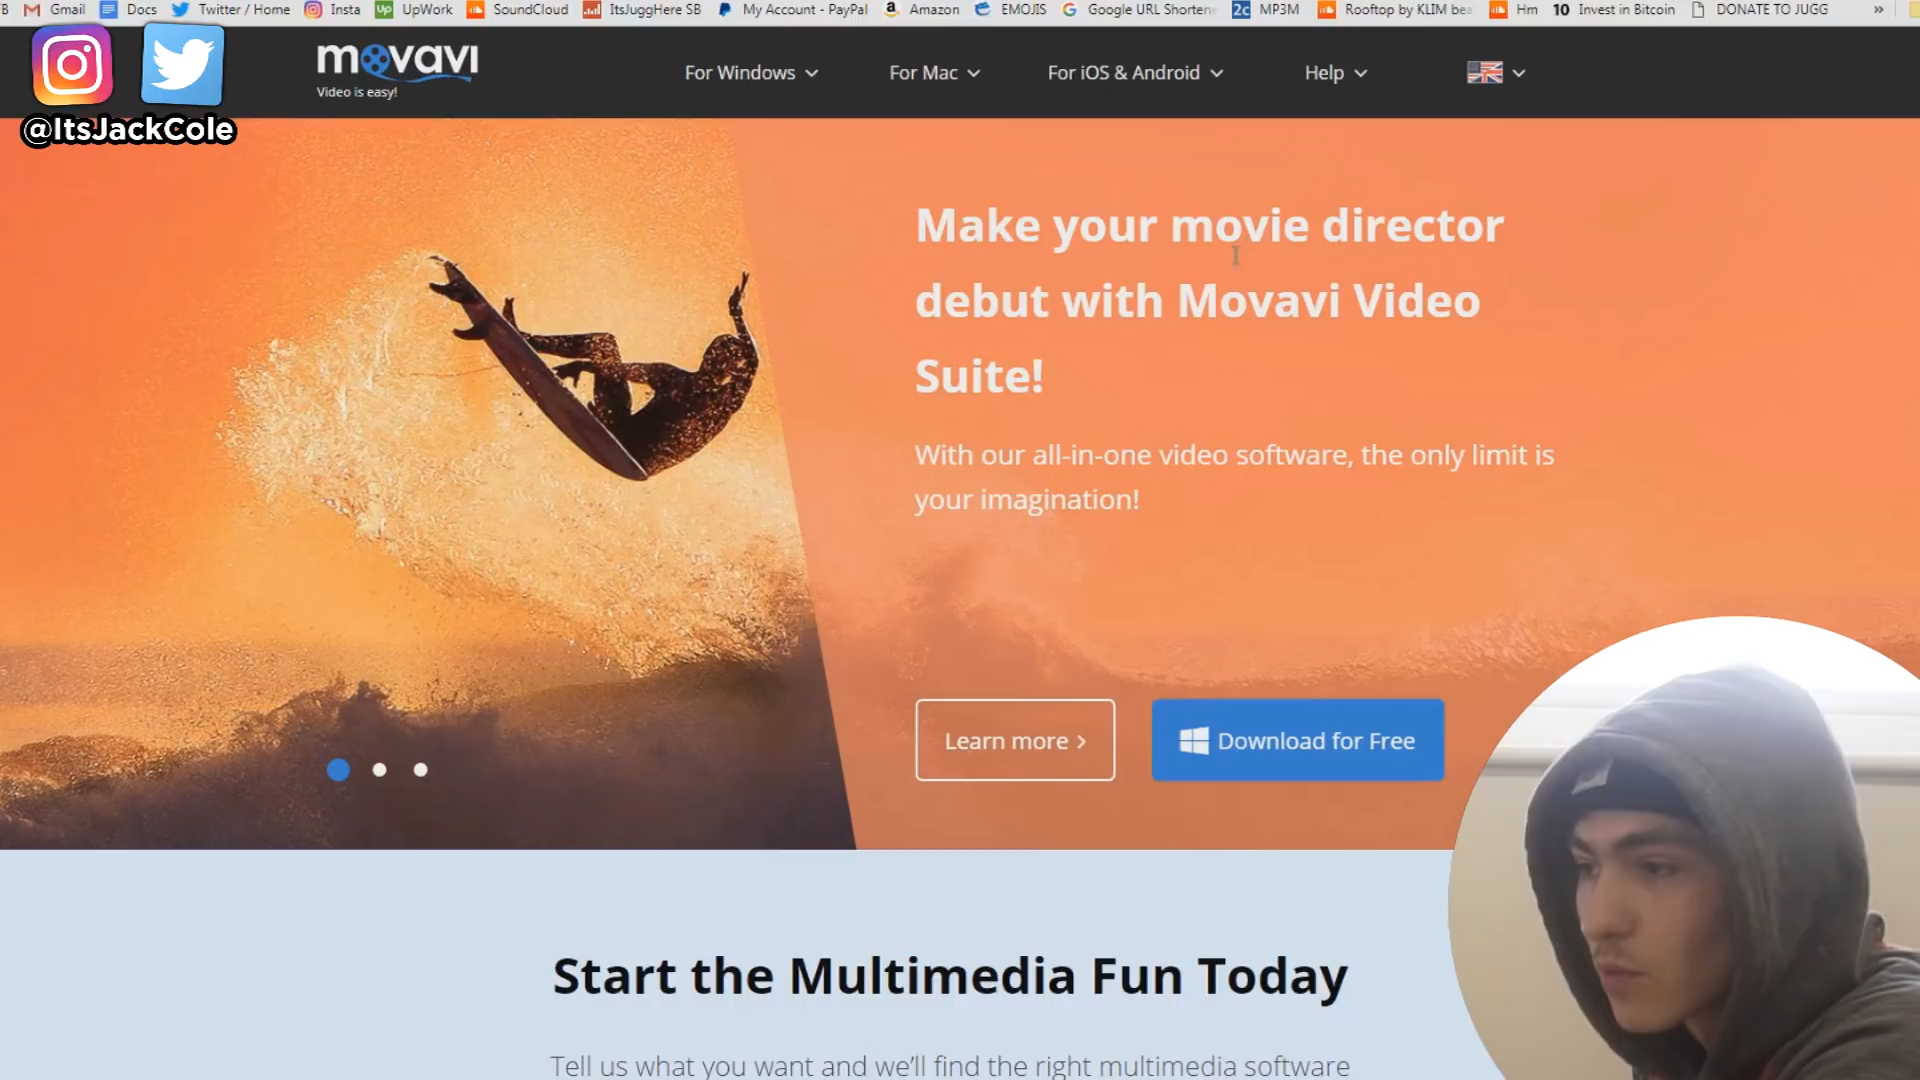 Gmail Docs Twitter / Home Insta Up UpWork SoundCloud ItsJuggHere SB My Account - PayPal a Amazon EMOJIS G Google URL Shortene 2c MP3M Rooftop by KLIM bea Hm 10 Invest in Bitcoin DONATE TO JUGG »
movavi
Video is easy!
For Windows
For Mac
For iOS & Android
Help
@ItsJackCole
Make your movie director
debut with Movavi Video
Suite!
With our all-in-one video software, the only limit is
your imagination!
Learn more ›
Download for Free
Start the Multimedia Fun Today
Tell us what you want and we'll find the right multimedia software